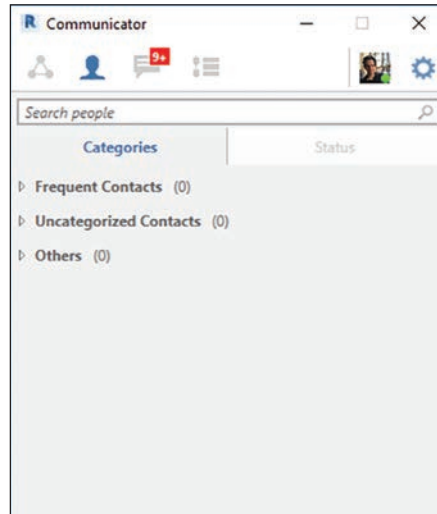 R Communicator
9+
Search people
Categories Status
Frequent Contacts (0)
Uncategorized Contacts (0)
Others (0)